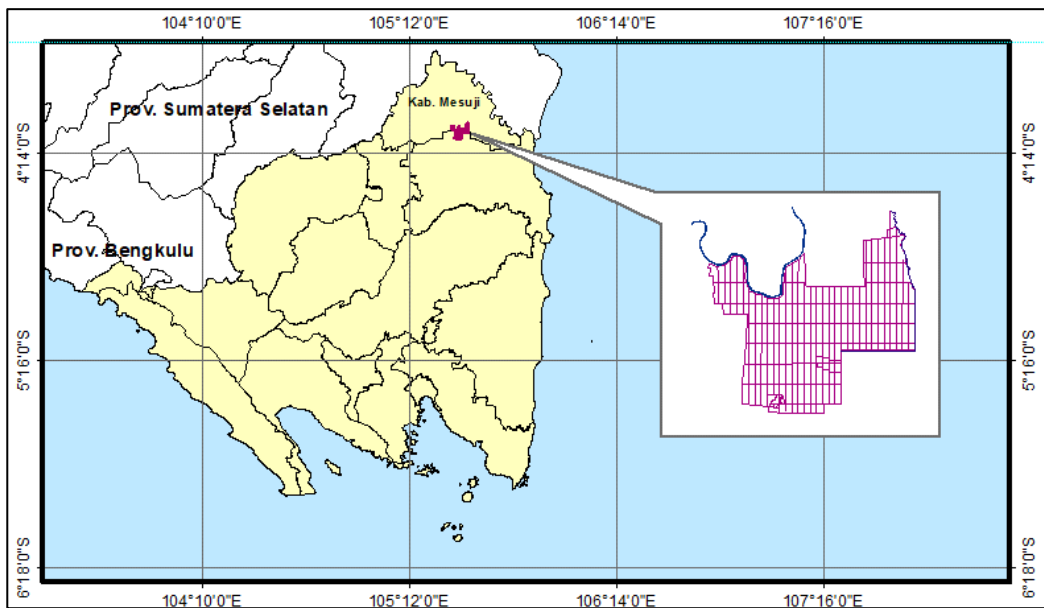 104°10'0"E 105°12'0"E 106°14'0"E 107°16'0"E
Kab. Mesuji
Prov. Sumatera Selatan
4°14'0"S 4°14'0"S
Prov. Bengkulu
5°16'0"S 5°16'0"S
6°18'0"S 6°18'0"S
104°10'0"E 105°12'0"E 106°14'0"E 107°16'0"E